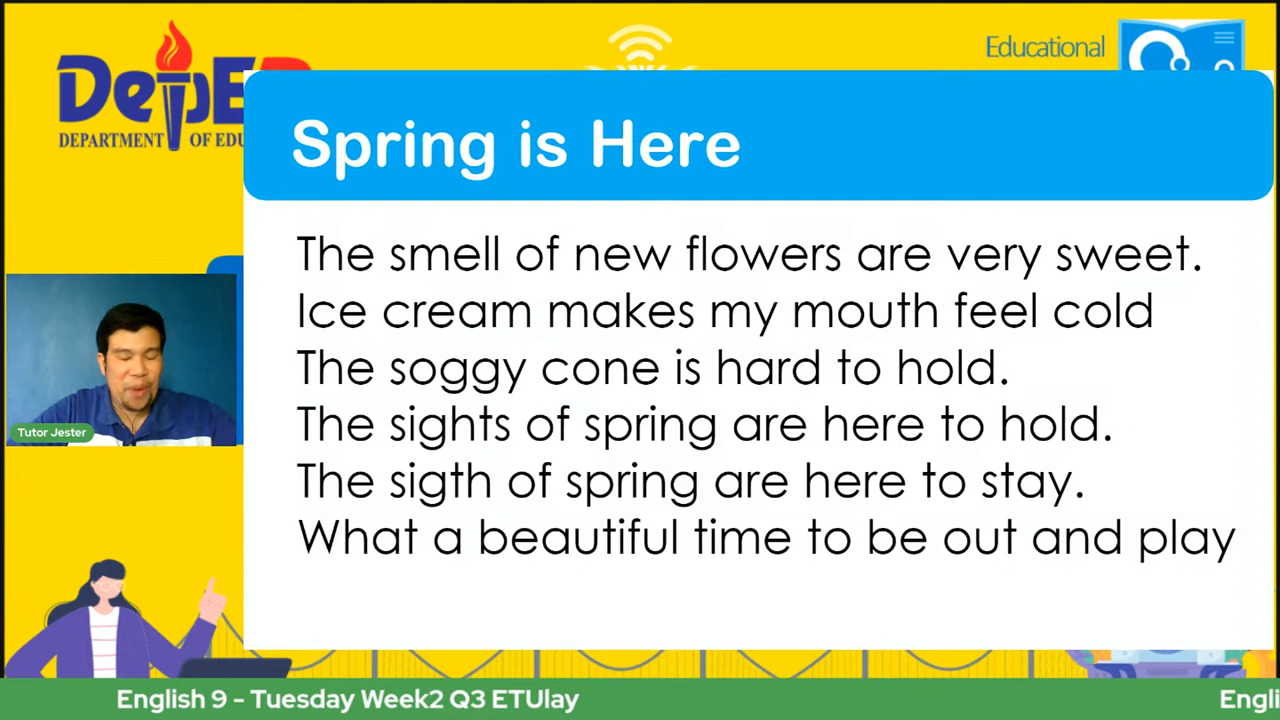 DepED
DEPARTMENT OF EDU
Educational
Spring is Here
The smell of new flowers are very sweet.
Ice cream makes my mouth feel cold
The soggy cone is hard to hold.
The sights of spring are here to hold.
The sigth of spring are here to stay.
What a beautiful time to be out and play
Tutor Jester
English 9 - Tuesday Week2 Q3 ETUlay
Engli